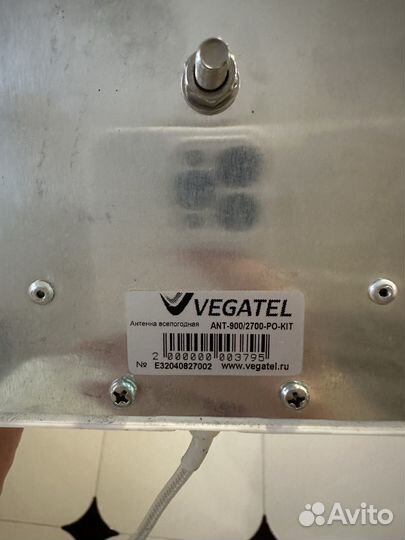 VEGATEL
Антенна всепогодная ANT-900/2700-PO-KIT
2 000000 003795
№ E32040827002 www.vegatel.ru
Avito